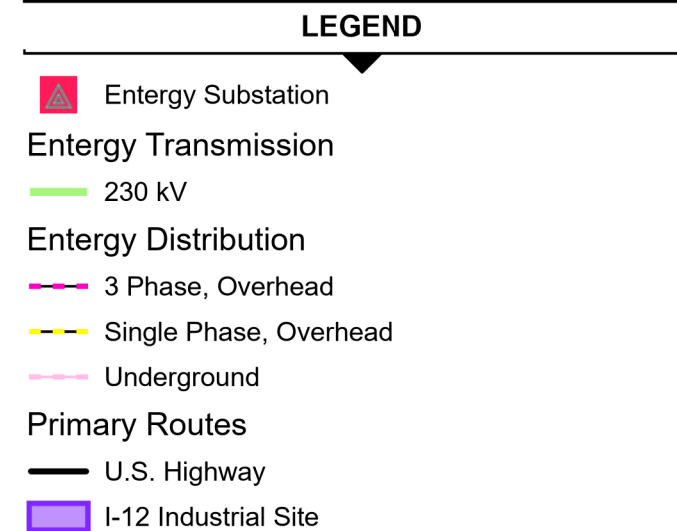 LEGEND
Entergy Substation
Entergy Transmission
230 kV
Entergy Distribution
3 Phase, Overhead
Single Phase, Overhead
Underground
Primary Routes
U.S. Highway
I-12 Industrial Site